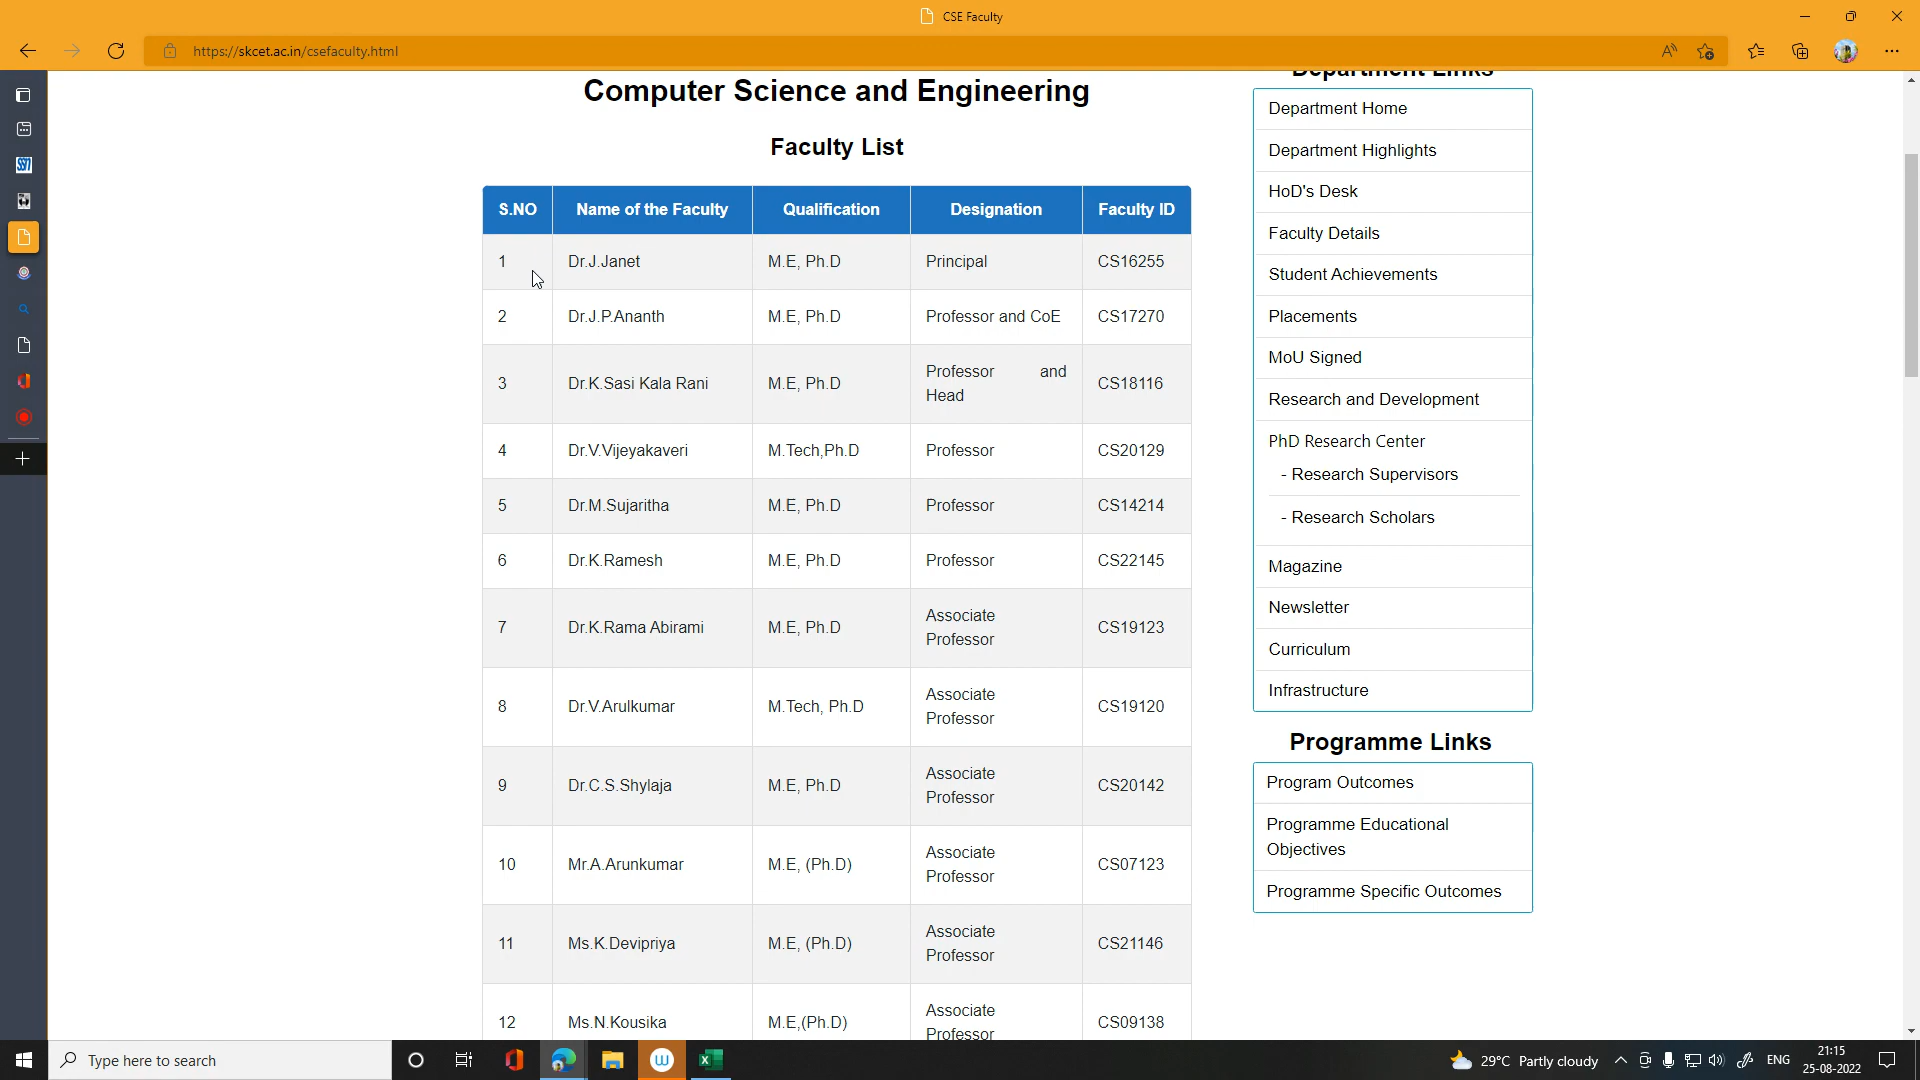 CSE Faculty
https://skcet.ac.in/csefaculty.html
Computer Science and Engineering
Faculty List
S.NO Name of the Faculty Qualification Designation Faculty ID
1 Dr.J.Janet M.E, Ph.D Principal CS16255
2 Dr.J.P.Ananth M.E, Ph.D Professor and CoE CS17270
3 Dr.K.Sasi Kala Rani M.E, Ph.D Professor and CS18116
Head
4 Dr.V.Vijeyakaveri M.Tech,Ph.D Professor CS20129
5 Dr.M.Sujaritha M.E, Ph.D Professor CS14214
6 Dr.K.Ramesh M.E, Ph.D Professor CS22145
7 Dr.K.Rama Abirami M.E, Ph.D Associate CS19123
Professor
8 Dr.V.Arulkumar M.Tech, Ph.D Associate CS19120
Professor
9 Dr.C.S.Shylaja M.E, Ph.D Associate CS20142
Professor
10 Mr.A.Arunkumar M.E, (Ph.D) Associate CS07123
Professor
11 Ms.K.Devipriya M.E, (Ph.D) Associate CS21146
Professor
12 Ms.N.Kousika M.E,(Ph.D) Associate CS09138
Professor
Department Links
Department Home
Department Highlights
HoD's Desk
Faculty Details
Student Achievements
Placements
MoU Signed
Research and Development
PhD Research Center
- Research Supervisors
- Research Scholars
Magazine
Newsletter
Curriculum
Infrastructure
Programme Links
Program Outcomes
Programme Educational
Objectives
Programme Specific Outcomes
Type here to search
29°C Partly cloudy
ENG
21:15
25-08-2022